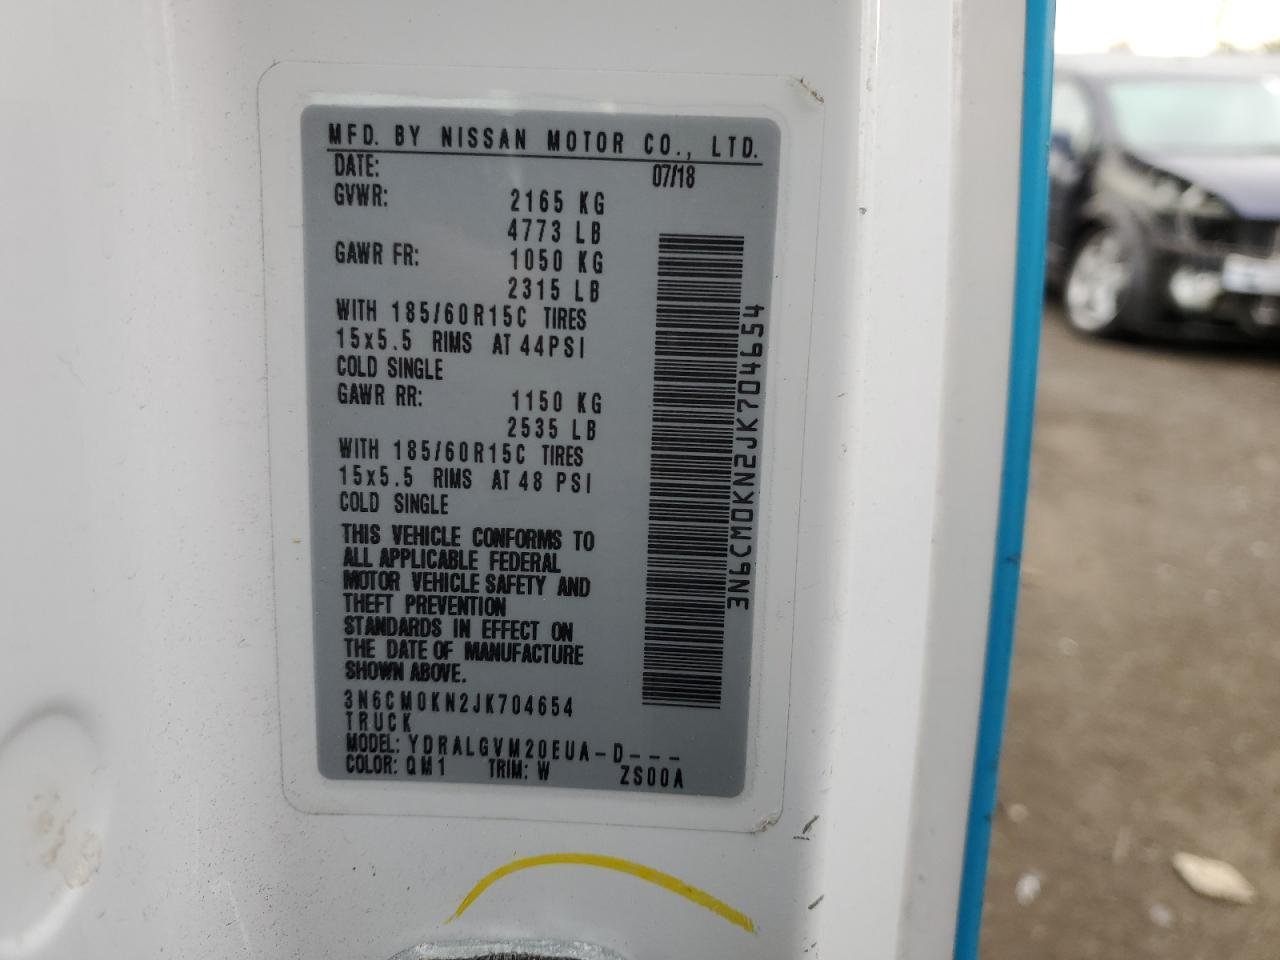 MFD. BY NISSAN MOTOR CO., LTD.
DATE: 07/18
GVWR: 2165 KG
4773 LB
GAWR FR: 1050 KG
2315 LB
WITH 185/60R15C TIRES
15x5.5 RIMS AT 44PSI
COLD SINGLE
GAWR RR: 1150 KG
2535 LB
WITH 185/60R15C TIRES
15x5.5 RIMS AT 48 PSI
COLD SINGLE
THIS VEHICLE CONFORMS TO
ALL APPLICABLE FEDERAL
MOTOR VEHICLE SAFETY AND
THEFT PREVENTION
STANDARDS IN EFFECT ON
THE DATE OF MANUFACTURE
SHOWN ABOVE.
3N6CM0KN2JK704654
TRUCK
MODEL: YDRALGVM20EUA-D---
COLOR: QM1 TRIM: W ZS00A
3N6CM0KN2JK704654